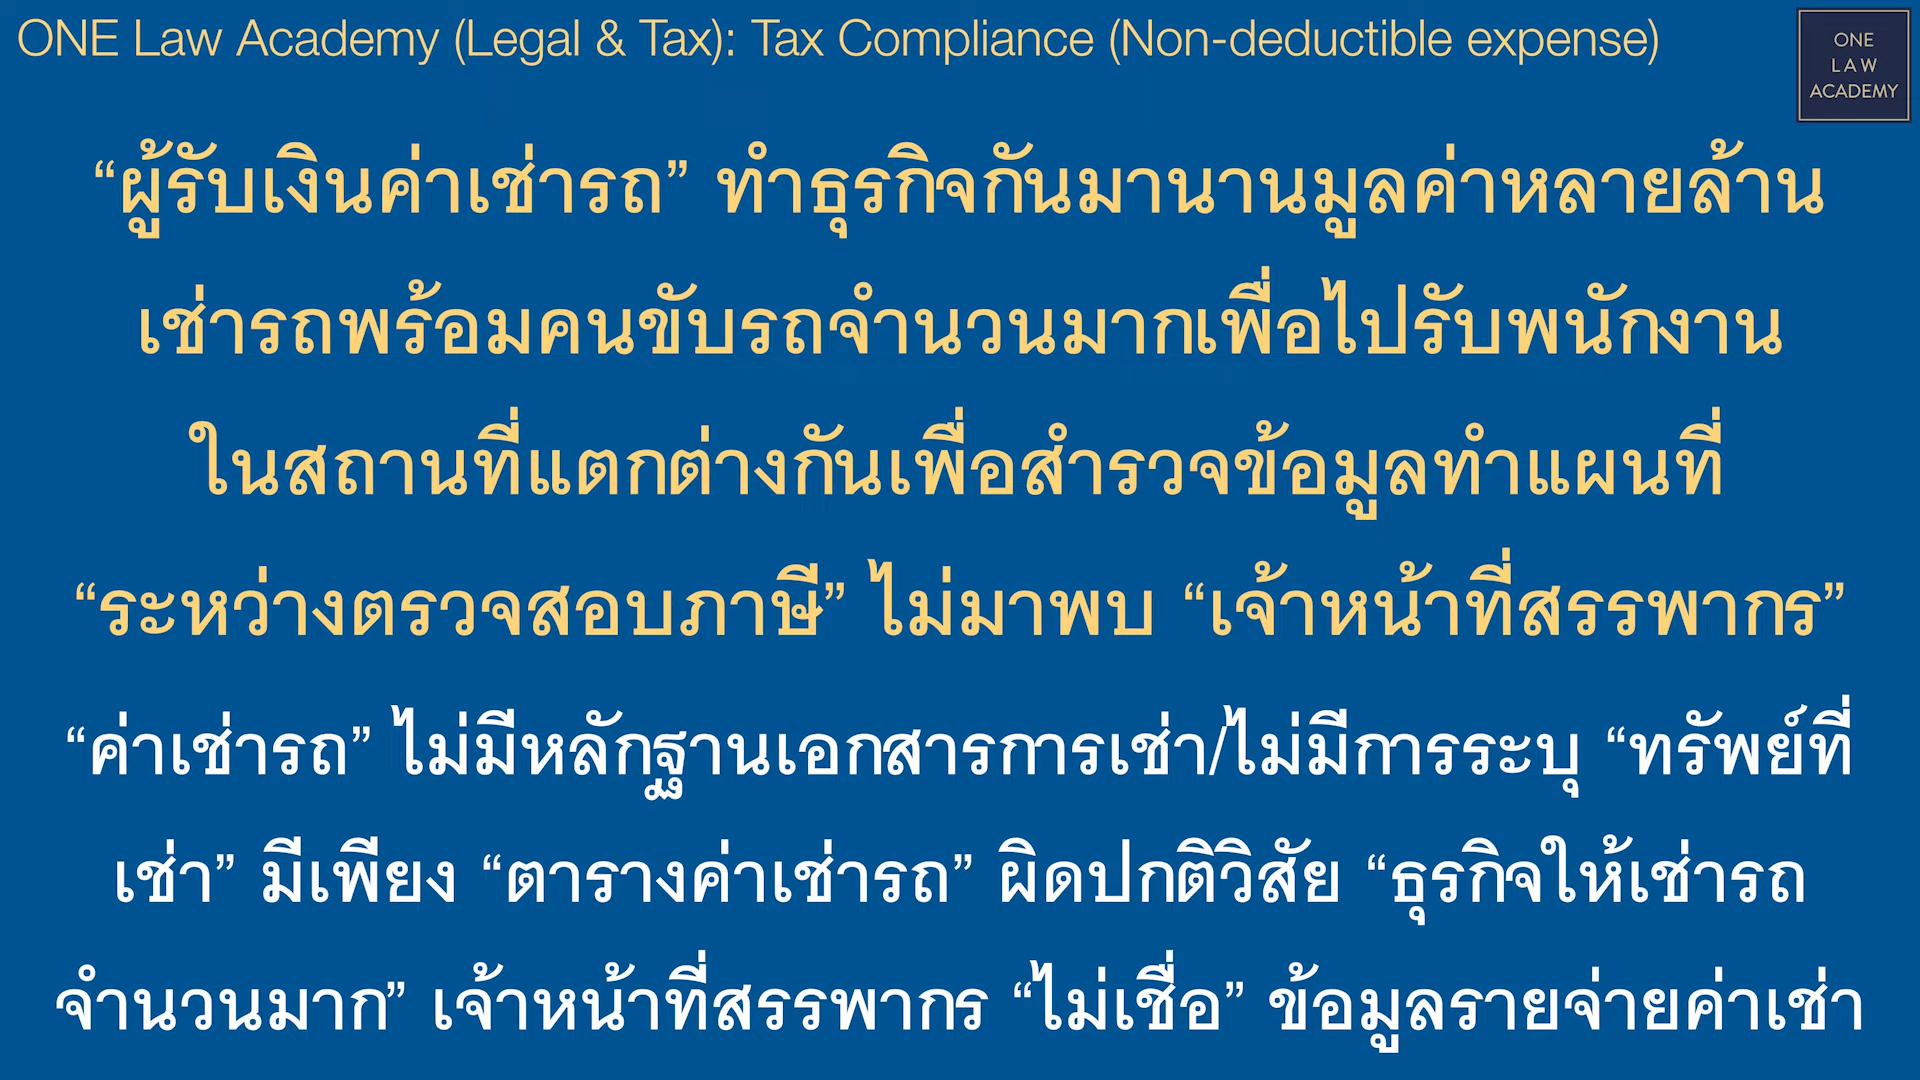 ONE Law Academy (Legal & Tax): Tax Compliance (Non-deductible expense)
ONE
LAW
ACADEMY
“ผู้รับเงินค่าเช่ารถ” ทำธุรกิจกันมานานมูลค่าหลายล้าน
เช่ารถพร้อมคนขับรถจำนวนมากเพื่อไปรับพนักงาน
ในสถานที่แตกต่างกันเพื่อสำรวจข้อมูลทำแผนที่
“ระหว่างตรวจสอบภาษี” ไม่มาพบ “เจ้าหน้าที่สรรพากร”
“ค่าเช่ารถ” ไม่มีหลักฐานเอกสารการเช่า/ไม่มีการระบุ “ทรัพย์ที่
เช่า” มีเพียง “ตารางค่าเช่ารถ” ผิดปกติวิสัย “ธุรกิจให้เช่ารถ
จำนวนมาก” เจ้าหน้าที่สรรพากร “ไม่เชื่อ” ข้อมูลรายจ่ายค่าเช่า